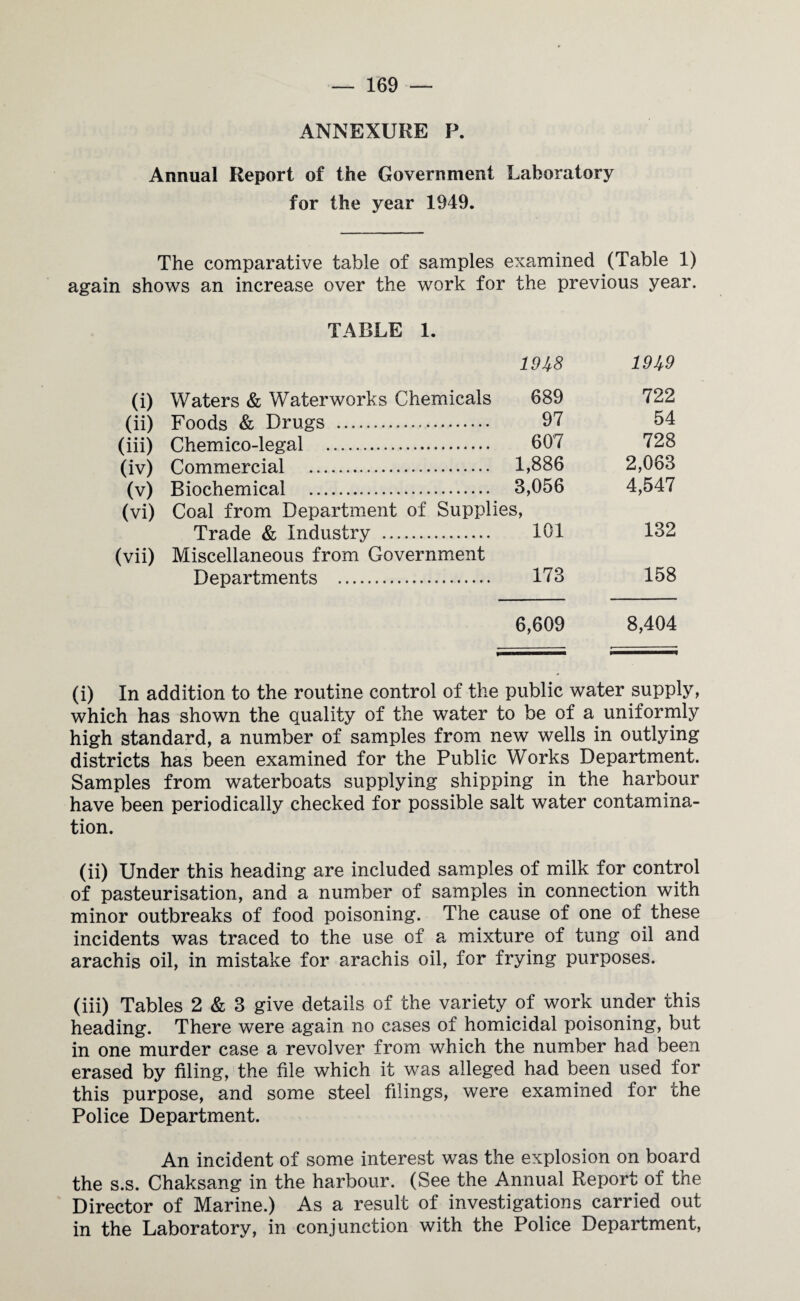 — 169 —
ANNEXURE P.
Annual Report of the Government Laboratory
for the year 1949.
The comparative table of samples examined (Table 1)
again shows an increase over the work for the previous year.
TABLE 1.
1948 1949
(i) Waters & Waterworks Chemicals 689 722
(ii) Foods & Drugs .......................... 97 54
(iii) Chemico-legal .......................... 607 728
(iv) Commercial .......................... 1,886 2,063
(v) Biochemical .......................... 3,056 4,547
(vi) Coal from Department of Supplies,
Trade & Industry ................ 101 132
(vii) Miscellaneous from Government
Departments ...................... 173 158
6,609 8,404
(i) In addition to the routine control of the public water supply,
which has shown the quality of the water to be of a uniformly
high standard, a number of samples from new wells in outlying
districts has been examined for the Public Works Department.
Samples from waterboats supplying shipping in the harbour
have been periodically checked for possible salt water contamina-
tion.
(ii) Under this heading are included samples of milk for control
of pasteurisation, and a number of samples in connection with
minor outbreaks of food poisoning. The cause of one of these
incidents was traced to the use of a mixture of tung oil and
arachis oil, in mistake for arachis oil, for frying purposes.
(iii) Tables 2 & 3 give details of the variety of work under this
heading. There were again no cases of homicidal poisoning, but
in one murder case a revolver from which the number had been
erased by filing, the file which it was alleged had been used for
this purpose, and some steel filings, were examined for the
Police Department.
An incident of some interest was the explosion on board
the s.s. Chaksang in the harbour. (See the Annual Report of the
Director of Marine.) As a result of investigations carried out
in the Laboratory, in conjunction with the Police Department,